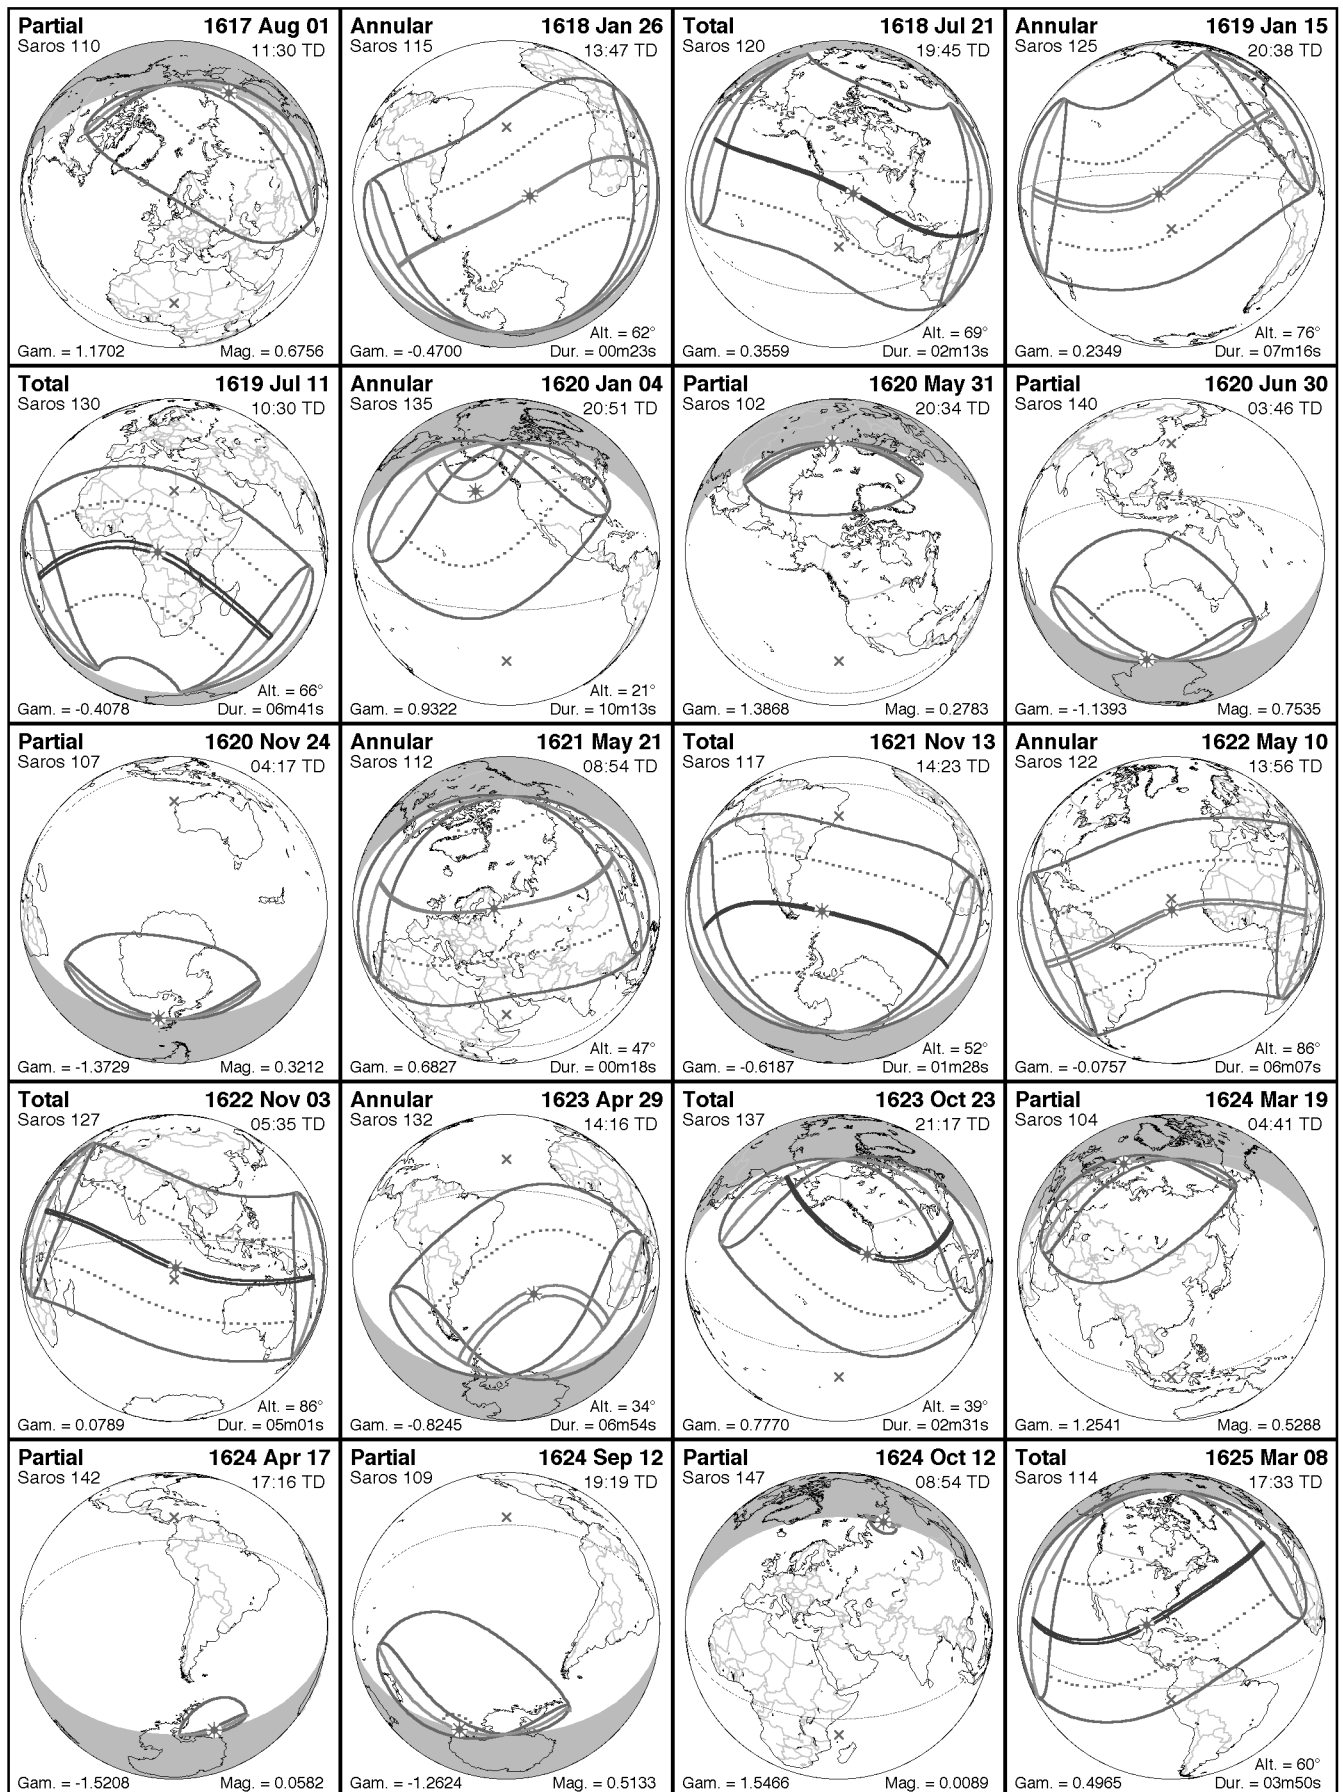 Partial 1617 Aug 01
Saros 110 11:30 TD
Gam. = 1.1702 Mag. = 0.6756
Annular 1618 Jan 26
Saros 115 13:47 TD
Alt. = 62°
Gam. = -0.4700 Dur. = 00m23s
Total 1618 Jul 21
Saros 120 19:45 TD
Alt. = 69°
Gam. = 0.3559 Dur. = 02m13s
Annular 1619 Jan 15
Saros 125 20:38 TD
Alt. = 76°
Gam. = 0.2349 Dur. = 07m16s
Total 1619 Jul 11
Saros 130 10:30 TD
Alt. = 66°
Gam. = -0.4078 Dur. = 06m41s
Annular 1620 Jan 04
Saros 135 20:51 TD
Alt. = 21°
Gam. = 0.9322 Dur. = 10m13s
Partial 1620 May 31
Saros 102 20:34 TD
Gam. = 1.3868 Mag. = 0.2783
Partial 1620 Jun 30
Saros 140 03:46 TD
Gam. = -1.1393 Mag. = 0.7535
Partial 1620 Nov 24
Saros 107 04:17 TD
Gam. = -1.3729 Mag. = 0.3212
Annular 1621 May 21
Saros 112 08:54 TD
Alt. = 47°
Gam. = 0.6827 Dur. = 00m18s
Total 1621 Nov 13
Saros 117 14:23 TD
Alt. = 52°
Gam. = -0.6187 Dur. = 01m28s
Annular 1622 May 10
Saros 122 13:56 TD
Alt. = 86°
Gam. = -0.0757 Dur. = 06m07s
Total 1622 Nov 03
Saros 127 05:35 TD
Alt. = 86°
Gam. = 0.0789 Dur. = 05m01s
Annular 1623 Apr 29
Saros 132 14:16 TD
Alt. = 34°
Gam. = -0.8245 Dur. = 06m54s
Total 1623 Oct 23
Saros 137 21:17 TD
Alt. = 39°
Gam. = 0.7770 Dur. = 02m31s
Partial 1624 Mar 19
Saros 104 04:41 TD
Gam. = 1.2541 Mag. = 0.5288
Partial 1624 Apr 17
Saros 142 17:16 TD
Gam. = -1.5208 Mag. = 0.0582
Partial 1624 Sep 12
Saros 109 19:19 TD
Gam. = -1.2624 Mag. = 0.5133
Partial 1624 Oct 12
Saros 147 08:54 TD
Gam. = 1.5466 Mag. = 0.0089
Total 1625 Mar 08
Saros 114 17:33 TD
Alt. = 60°
Gam. = 0.4965 Dur. = 03m50s